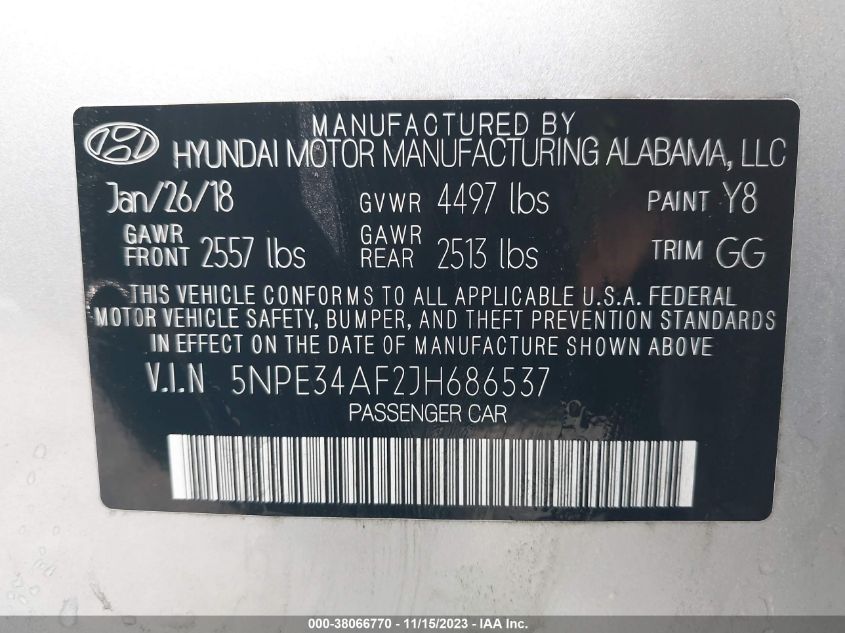 MANUFACTURED BY
HYUNDAI MOTOR MANUFACTURING ALABAMA, LLC
Jan/26/18 GVWR 4497 lbs PAINT Y8
GAWR FRONT 2557 lbs GAWR REAR 2513 lbs TRIM GG
THIS VEHICLE CONFORMS TO ALL APPLICABLE U.S.A. FEDERAL
MOTOR VEHICLE SAFETY, BUMPER, AND THEFT PREVENTION STANDARDS
IN EFFECT ON THE DATE OF MANUFACTURE SHOWN ABOVE
V.I.N 5NPE34AF2JH686537
PASSENGER CAR
000-38066770 - 11/15/2023 - IAA Inc.